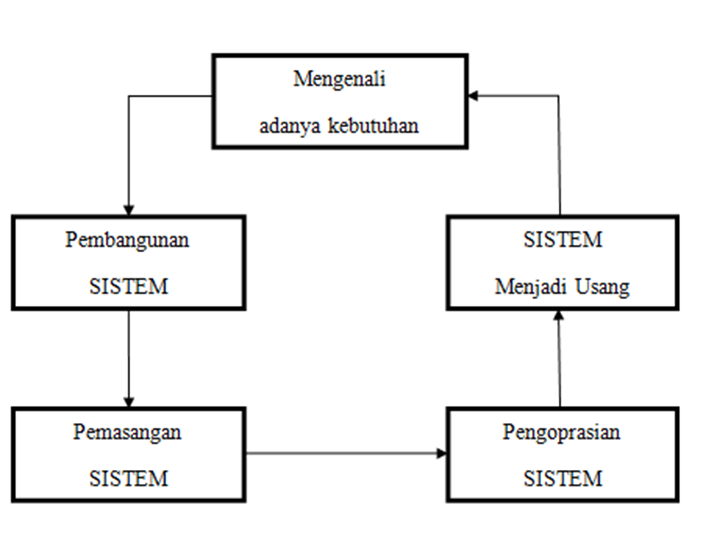 Mengenali
adanya kebutuhan
Pembangunan
SISTEM
SISTEM
Menjadi Usang
Pemasangan
SISTEM
Pengoprasian
SISTEM